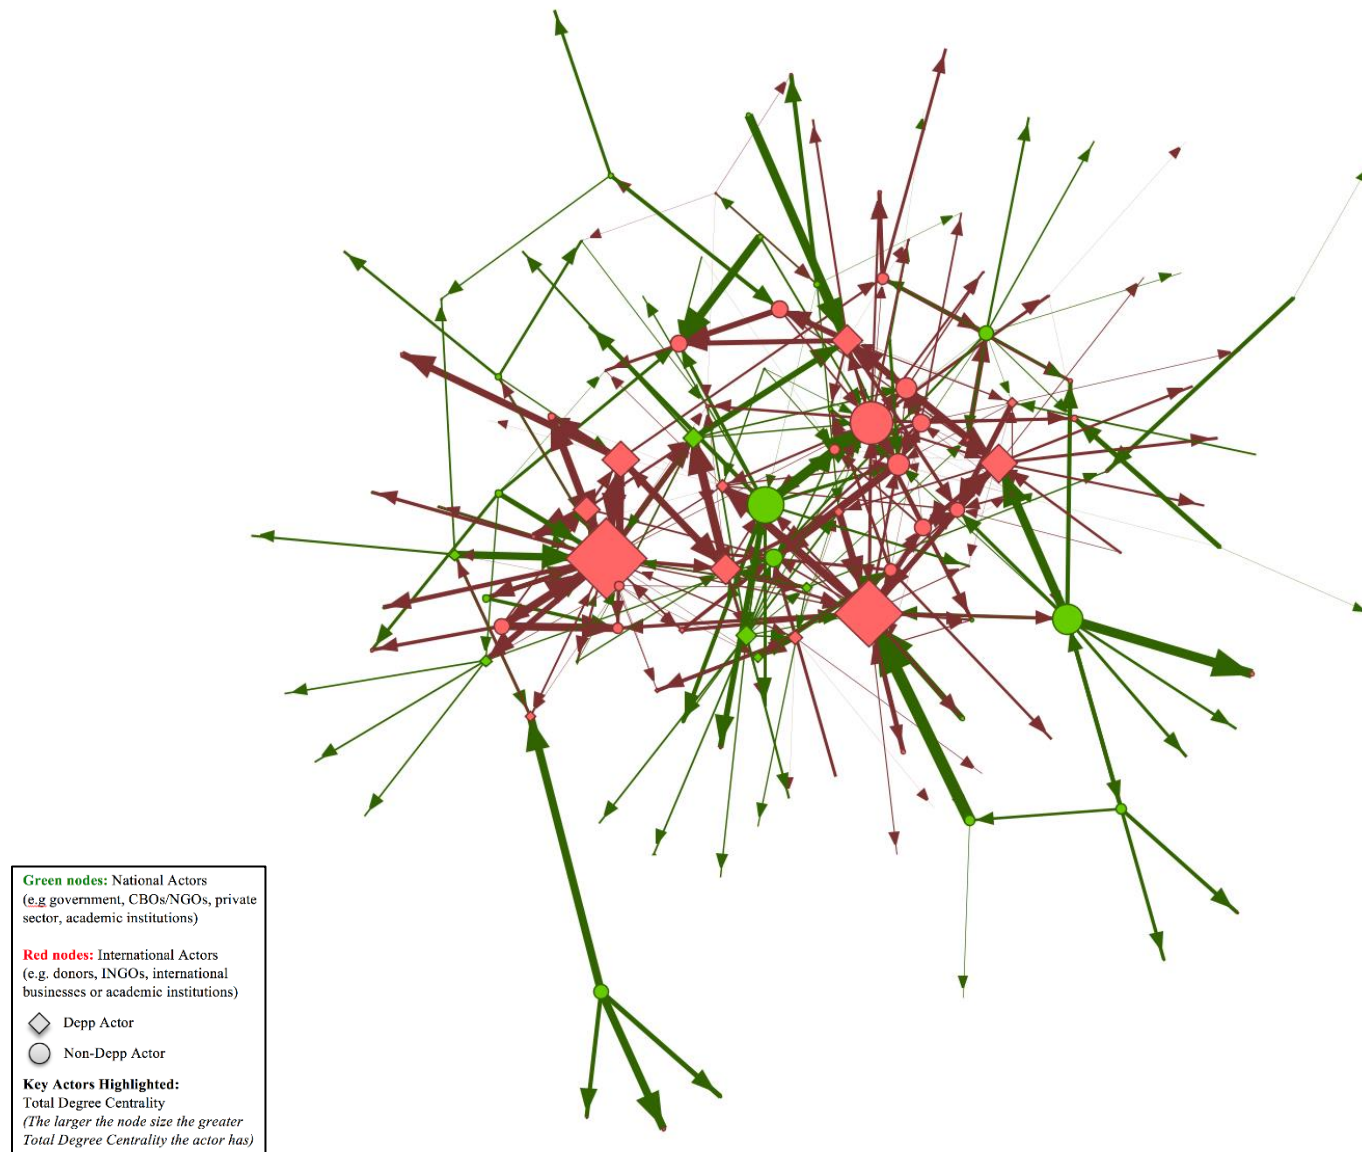 Green nodes: National Actors
(e.g government, CBOs/NGOs, private
sector, academic institutions)
Red nodes: International Actors
(e.g. donors, INGOs, international
businesses or academic institutions)
Depp Actor
Non-Depp Actor
Key Actors Highlighted:
Total Degree Centrality
(The larger the node size the greater
Total Degree Centrality the actor has)